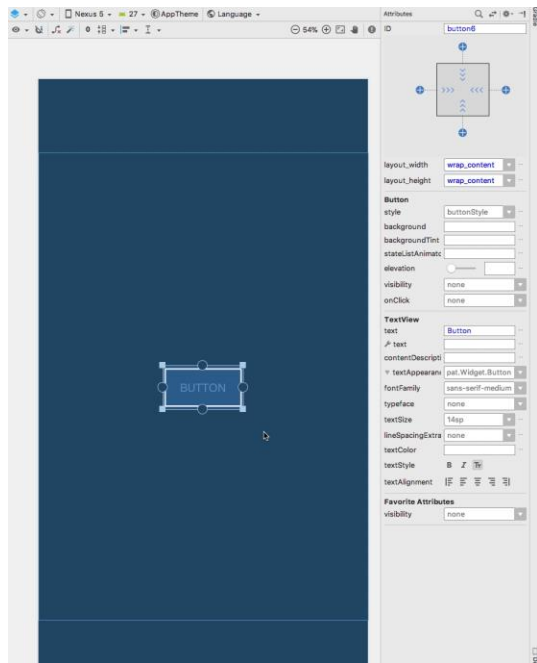 Nexus 5 27 AppTheme Language Attributes
54% ID button6
layout_width wrap_content
layout_height wrap_content
Button
style buttonStyle
background
backgroundTint
stateListAnimatc
elevation
visibility none
onClick none
TextView
text Button
text
contentDescripti
BUTTON
textAppearan pat.Widget.Button
fontFamily sans-serif-medium
typeface none
textSize 14sp
lineSpacingExtra none
textColor
textStyle B I Tr
textAlignment
Favorite Attributes
visibility none